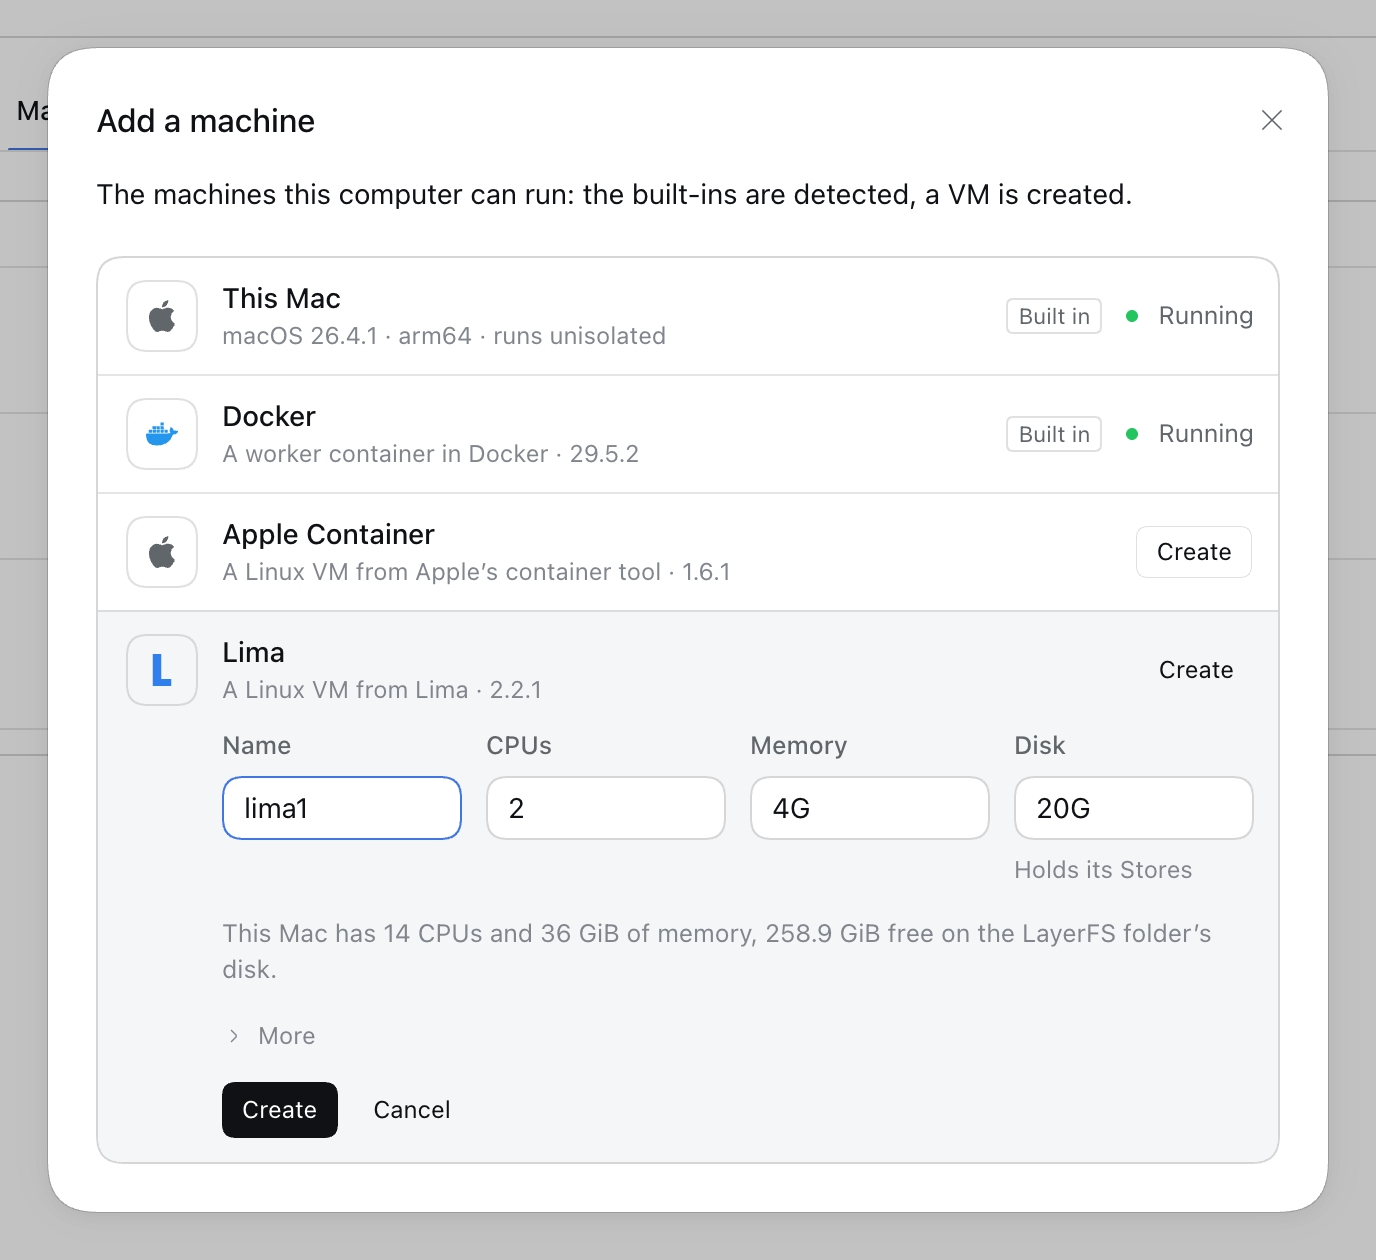 Ma
Add a machine
The machines this computer can run: the built-ins are detected, a VM is created.
This Mac
macOS 26.4.1 · arm64 · runs unisolated
Built in
Running
Docker
A worker container in Docker · 29.5.2
Built in
Running
Apple Container
A Linux VM from Apple’s container tool · 1.6.1
Create
L
Lima
A Linux VM from Lima · 2.2.1
Create
Name
CPUs
Memory
Disk
lima1
2
4G
20G
Holds its Stores
This Mac has 14 CPUs and 36 GiB of memory, 258.9 GiB free on the LayerFS folder’s
disk.
More
Create
Cancel